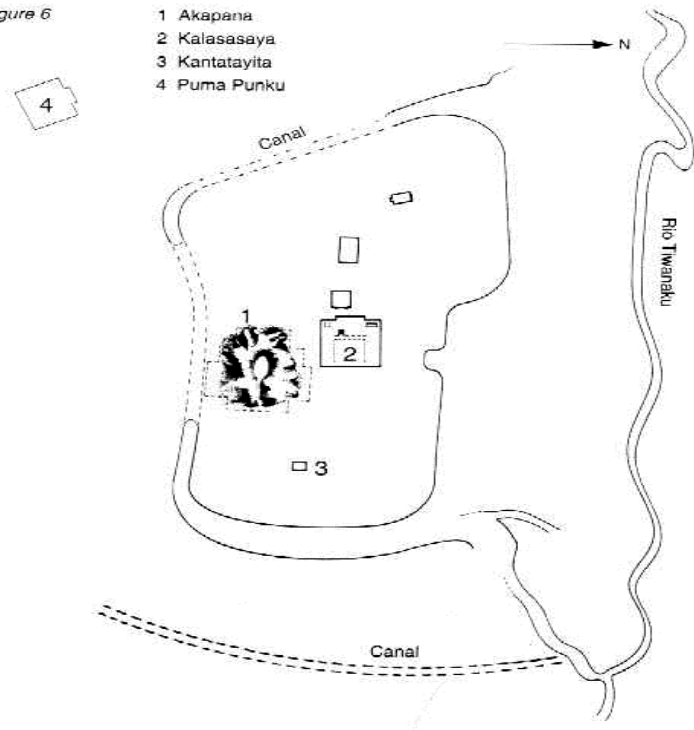 gure 6
1 Akapana
2 Kalasasaya
3 Kantatayita
4 Puma Punku
N
4
Canal
Rio Tiwanaku
1
2
3
Canal